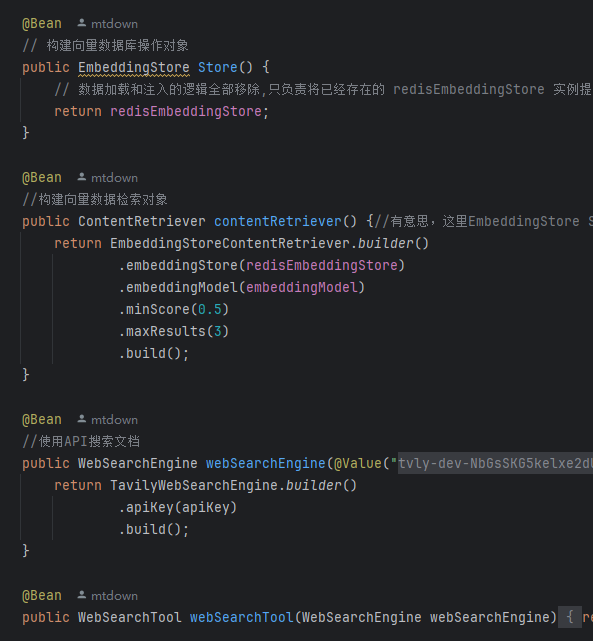 @Bean mtdown
// 构建向量数据库操作对象
public EmbeddingStore Store() {
// 数据加载和注入的逻辑全部移除,只负责将已经存在的 redisEmbeddingStore 实例提
return redisEmbeddingStore;
}
@Bean mtdown
//构建向量数据检索对象
public ContentRetriever contentRetriever() {//有意思，这里EmbeddingStore S
return EmbeddingStoreContentRetriever.builder()
.embeddingStore(redisEmbeddingStore)
.embeddingModel(embeddingModel)
.minScore(0.5)
.maxResults(3)
.build();
}
@Bean mtdown
//使用API搜索文档
public WebSearchEngine webSearchEngine(@Value("tvly-dev-NbGsSKG5kelxe2d
return TavilyWebSearchEngine.builder()
.apiKey(apiKey)
.build();
}
@Bean mtdown
public WebSearchTool webSearchTool(WebSearchEngine webSearchEngine) { re